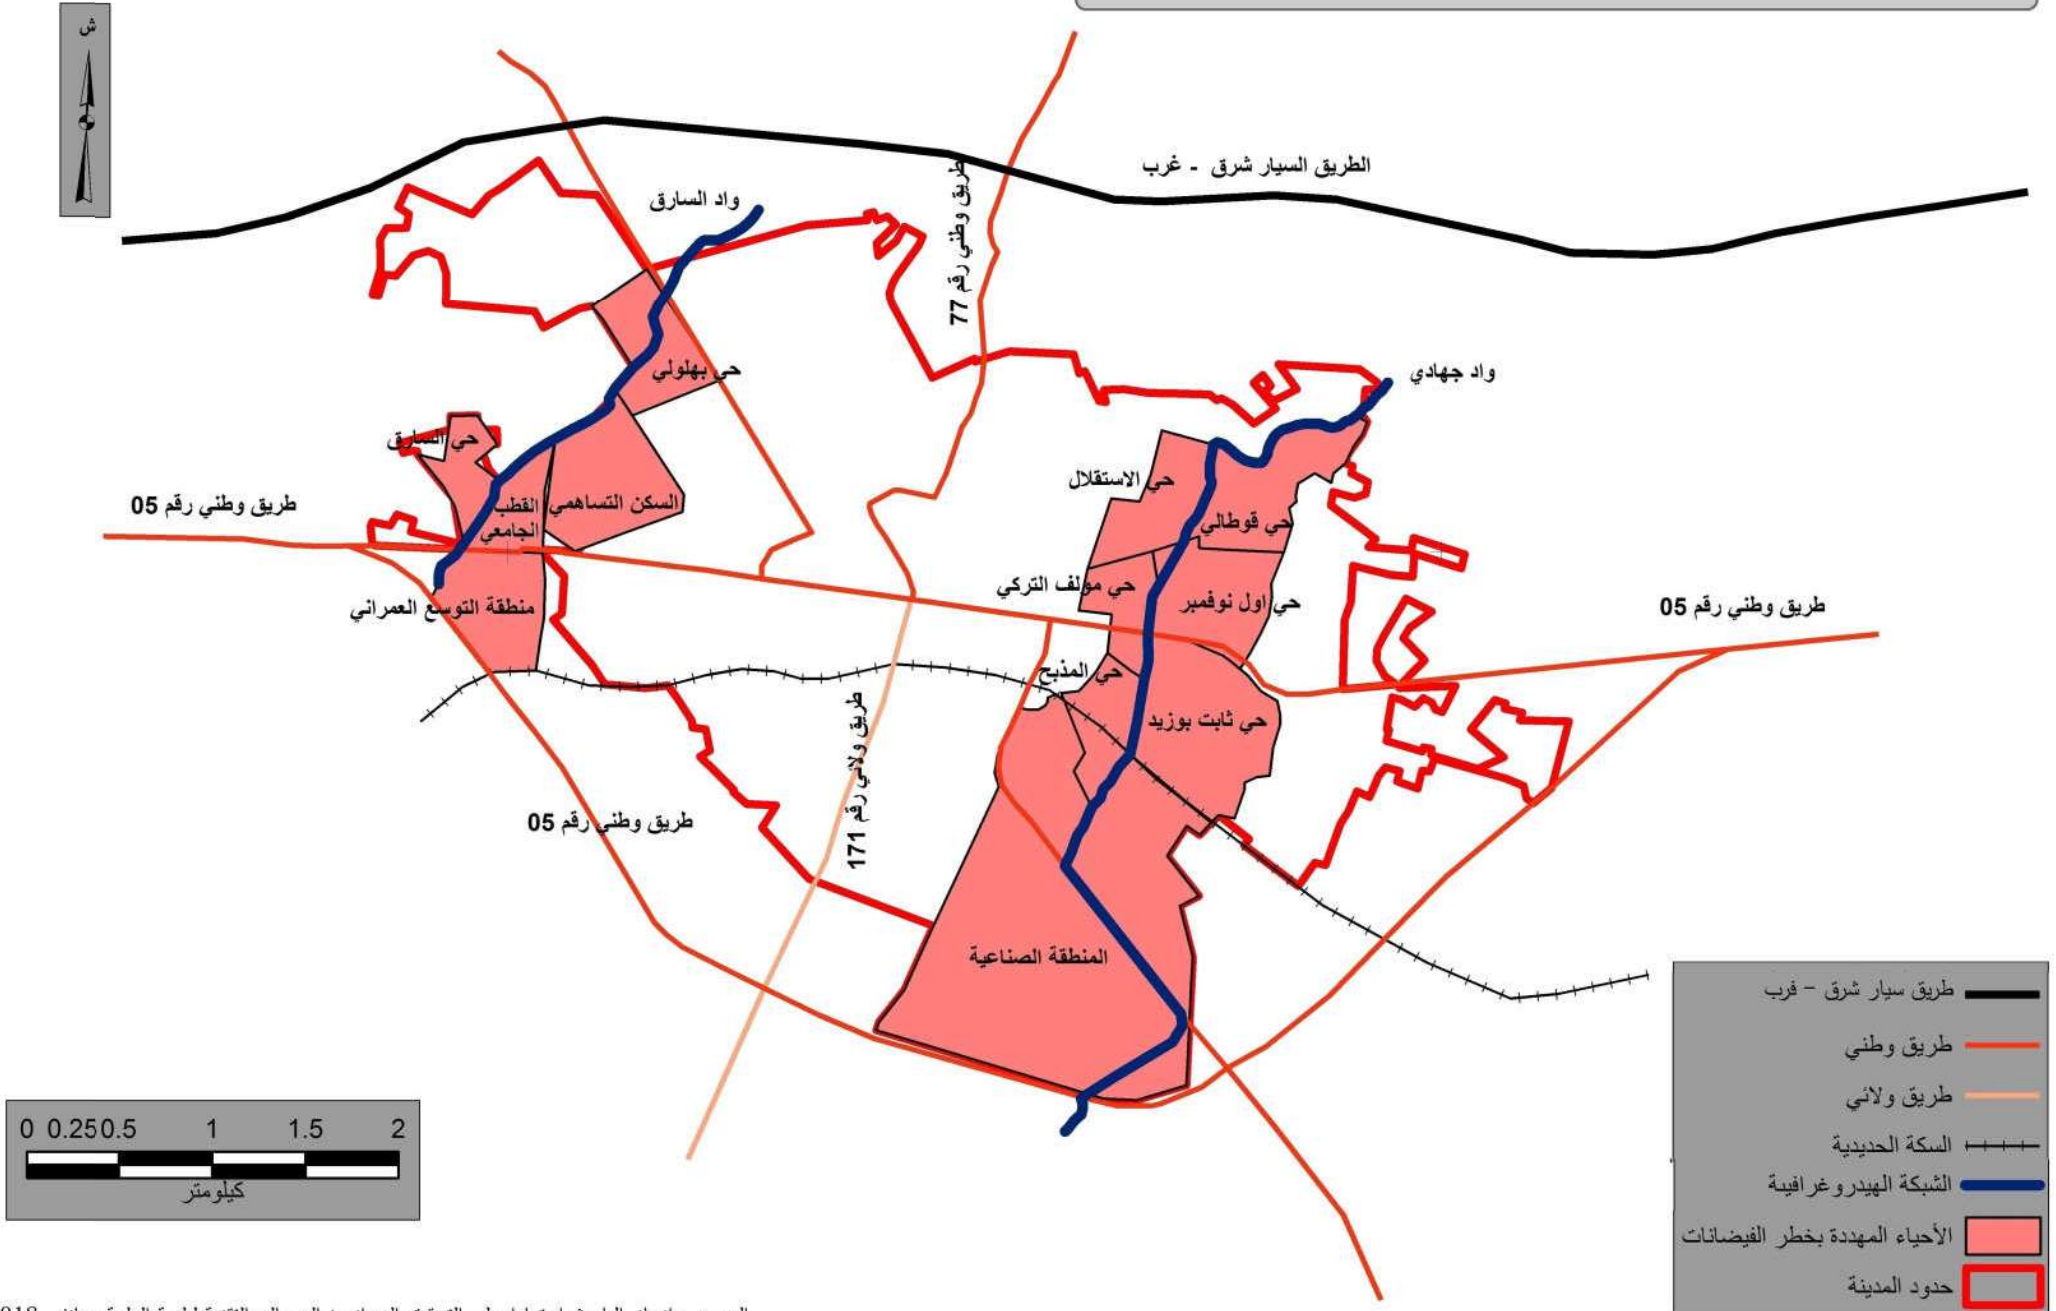 ش
الطريق السيار شرق - غرب
واد السارق
طريق وطني رقم 77
حي بهلولي
واد جهادي
حي السارق
حي الاستقلال
طريق وطني رقم 05
القطب
الجامعي
السكن التساهمي
حي قوطالي
حي مولف التركي
حي اول نوفمبر
طريق وطني رقم 05
منطقة التوسع العمراني
حي المذبح
حي ثابت بوزيد
طريق ولائي رقم 171
طريق وطني رقم 05
المنطقة الصناعية
طريق سيار شرق – فرب
طريق وطني
طريق ولائي
السكة الحديدية
الشبكة الهيدروغرافيىة
الأحياء المهددة بخطر الفيضانات
حدود المدينة
0 0.25 0.5 1 1.5 2
كيلومتر